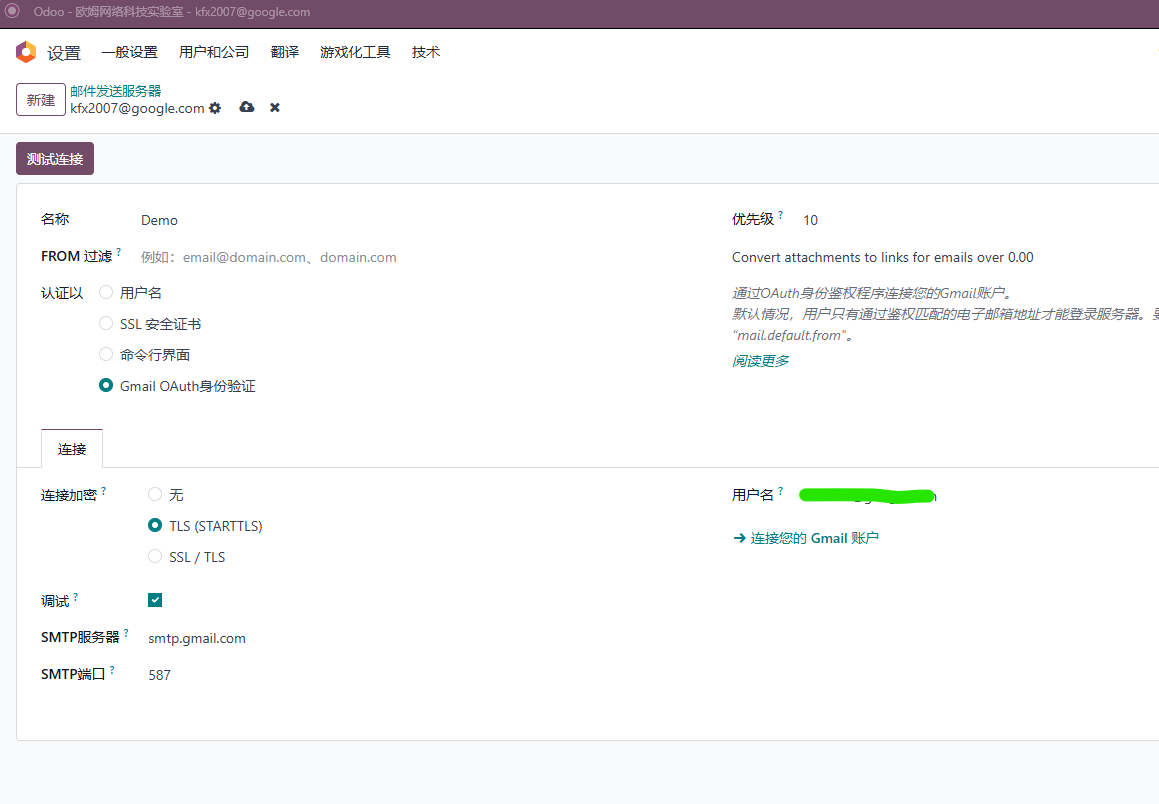 Odoo - 欧姆网络科技实验室 - kfx2007@google.com
设置 一般设置 用户和公司 翻译 游戏化工具 技术
新建
邮件发送服务器
kfx2007@google.com
测试连接
名称 Demo
FROM 过滤 ? 例如：email@domain.com、domain.com
认证以 用户名
SSL 安全证书
命令行界面
Gmail OAuth身份验证
优先级 ? 10
Convert attachments to links for emails over 0.00
通过OAuth身份鉴权程序连接您的Gmail账户。
默认情况，用户只有通过鉴权匹配的电子邮箱地址才能登录服务器。
“mail.default.from"。
阅读更多
连接
连接加密 ? 无
TLS (STARTTLS)
SSL / TLS
调试 ?
SMTP服务器 ? smtp.gmail.com
SMTP端口 ? 587
用户名 ?
连接您的 Gmail 账户